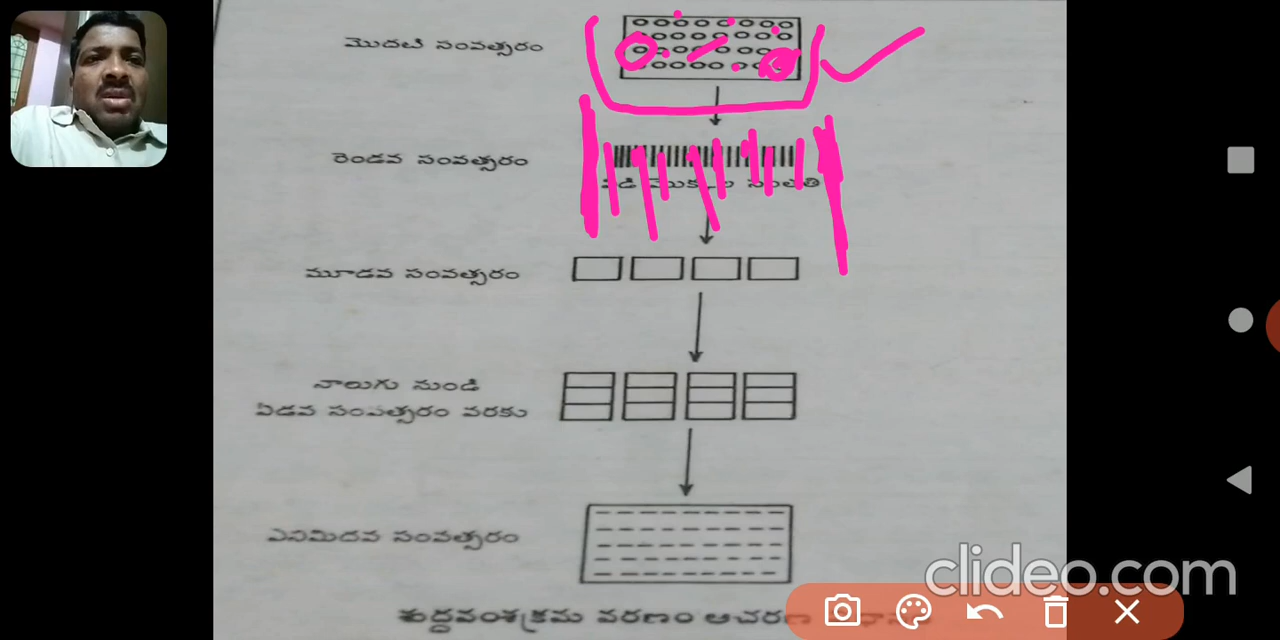 మొదటి సంవత్సరం
రెండవ సంవత్సరం
మూడవ సంవత్సరం
నాలుగు నుండి
ఏడవ సంవత్సరం వరకు
ఎనిమిదవ సంవత్సరం
శుద్ధవంశక్రమ వరణం ఆచరణ
clideo.com